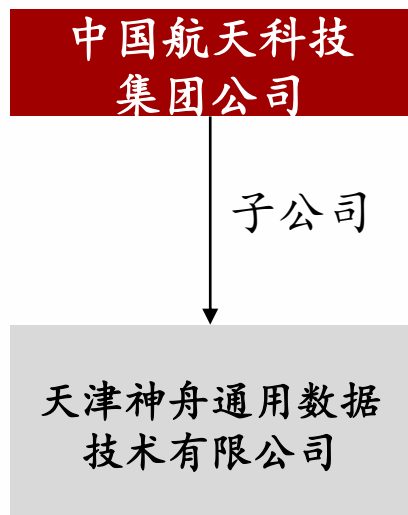 中国航天科技
集团公司
子公司
天津神舟通用数据
技术有限公司